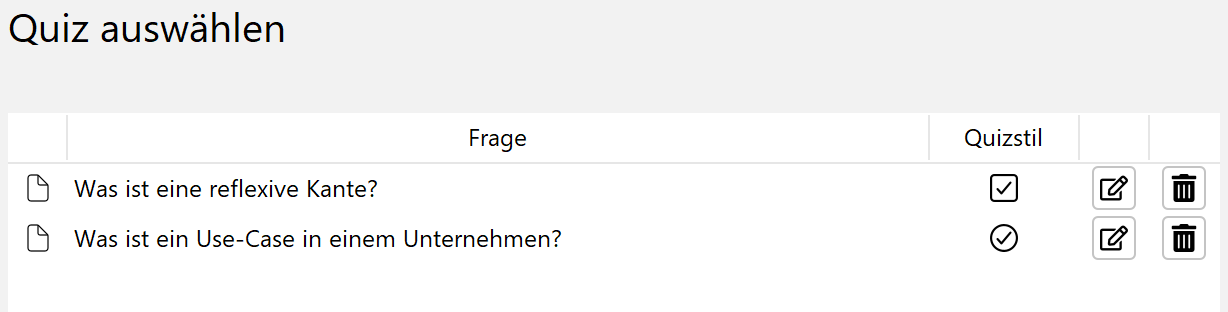 Quiz auswählen
Frage Quizstil
Was ist eine reflexive Kante?
Was ist ein Use-Case in einem Unternehmen?